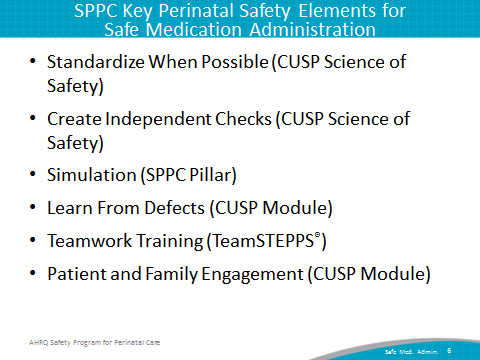 SPPC Key Perinatal Safety Elements for
Safe Medication Administration
• Standardize When Possible (CUSP Science of
Safety)
• Create Independent Checks (CUSP Science of
Safety)
• Simulation (SPPC Pillar)
• Learn From Defects (CUSP Module)
• Teamwork Training (TeamSTEPPS®)
• Patient and Family Engagement (CUSP Module)
AHRQ Safety Program for Perinatal Care
Safe Med. Admin. 6